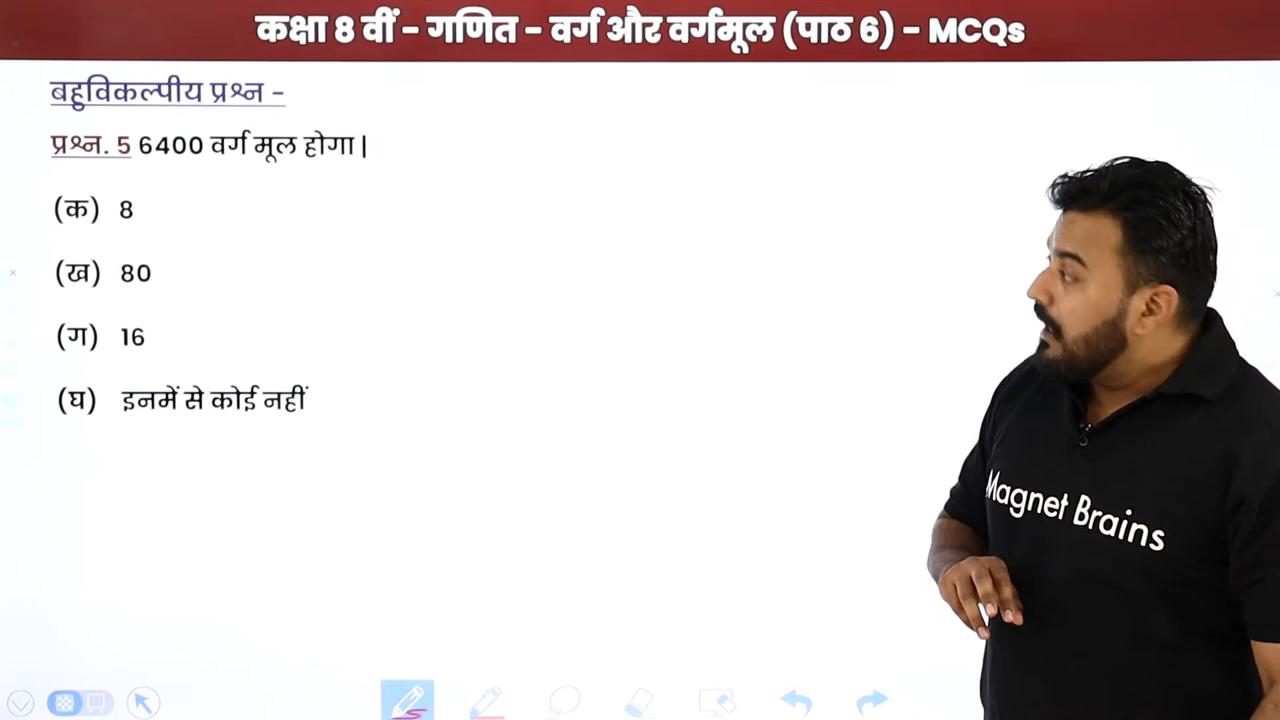 कक्षा 8 वीं - गणित - वर्ग और वर्गमूल (पाठ 6) - MCQs
बहुविकल्पीय प्रश्न -
प्रश्न. 5 6400 वर्ग मूल होगा |
(क) 8
(ख) 80
(ग) 16
(घ) इनमें से कोई नहीं
Magnet Brains